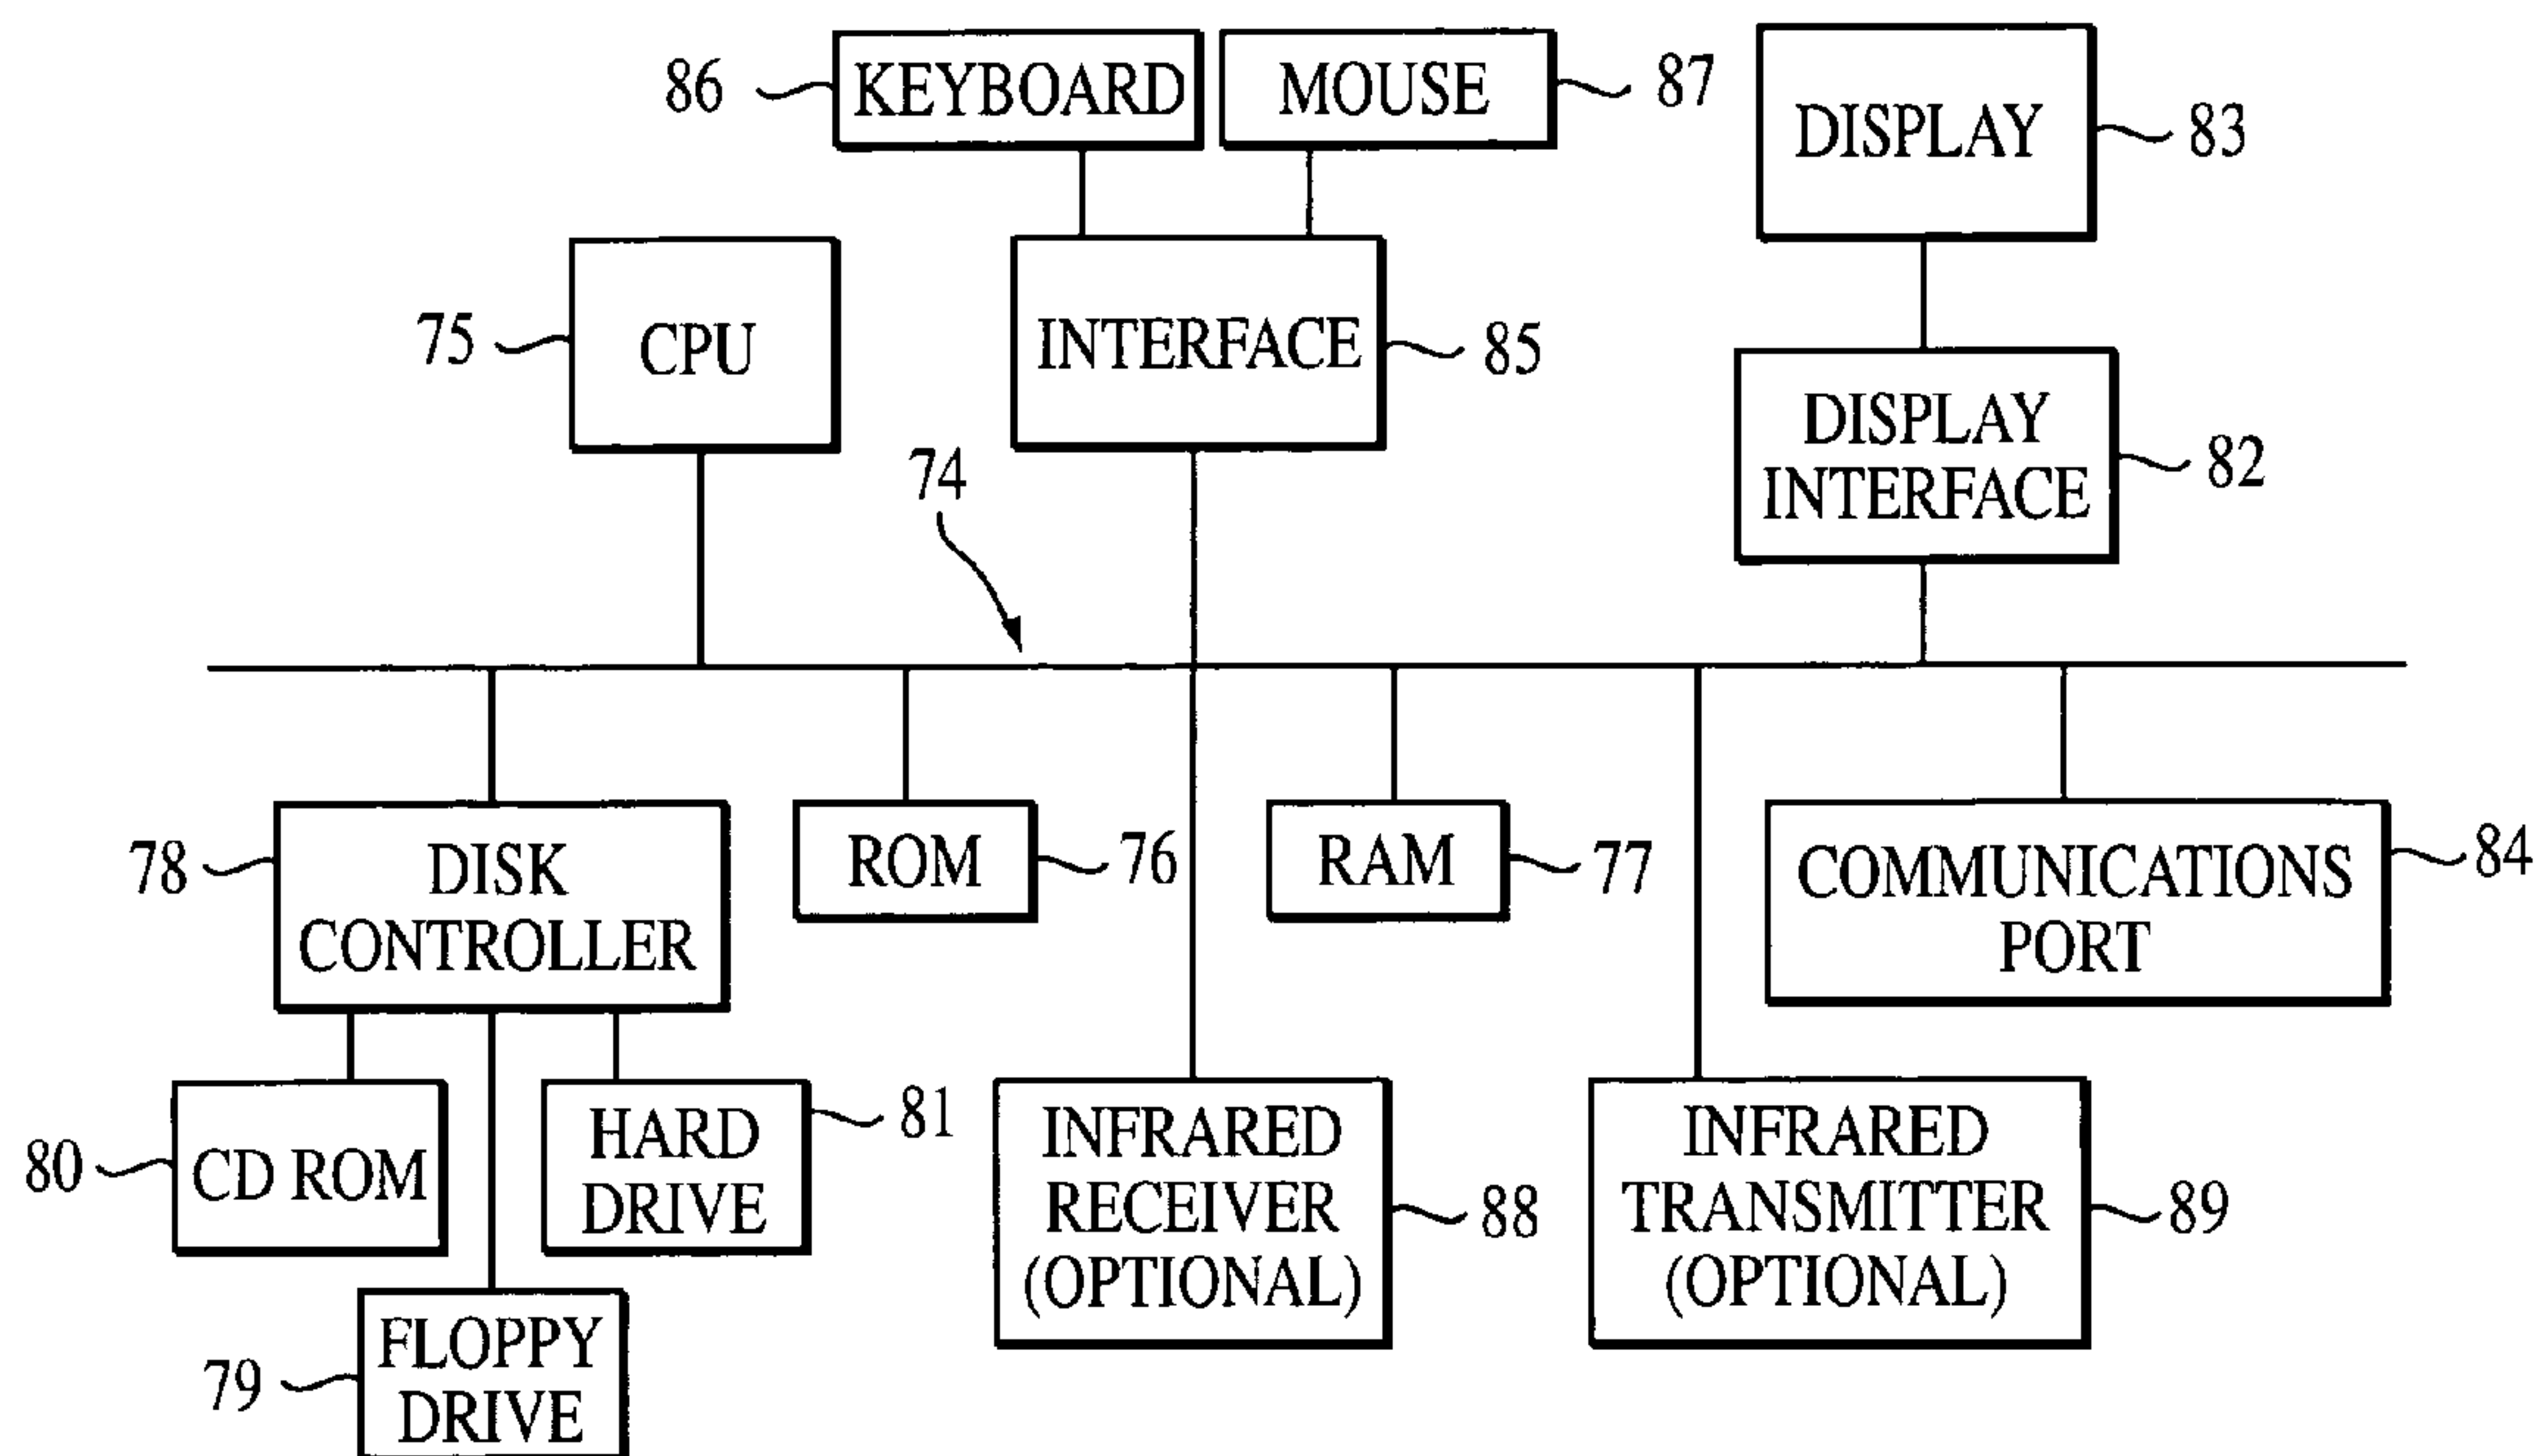 86
KEYBOARD
MOUSE
87
DISPLAY
83
75
CPU
INTERFACE
85
DISPLAY
INTERFACE
82
74
78
DISK
CONTROLLER
ROM
76
RAM
77
COMMUNICATIONS
PORT
84
80
CD ROM
HARD
DRIVE
81
INFRARED
RECEIVER
(OPTIONAL)
88
INFRARED
TRANSMITTER
(OPTIONAL)
89
79
FLOPPY
DRIVE